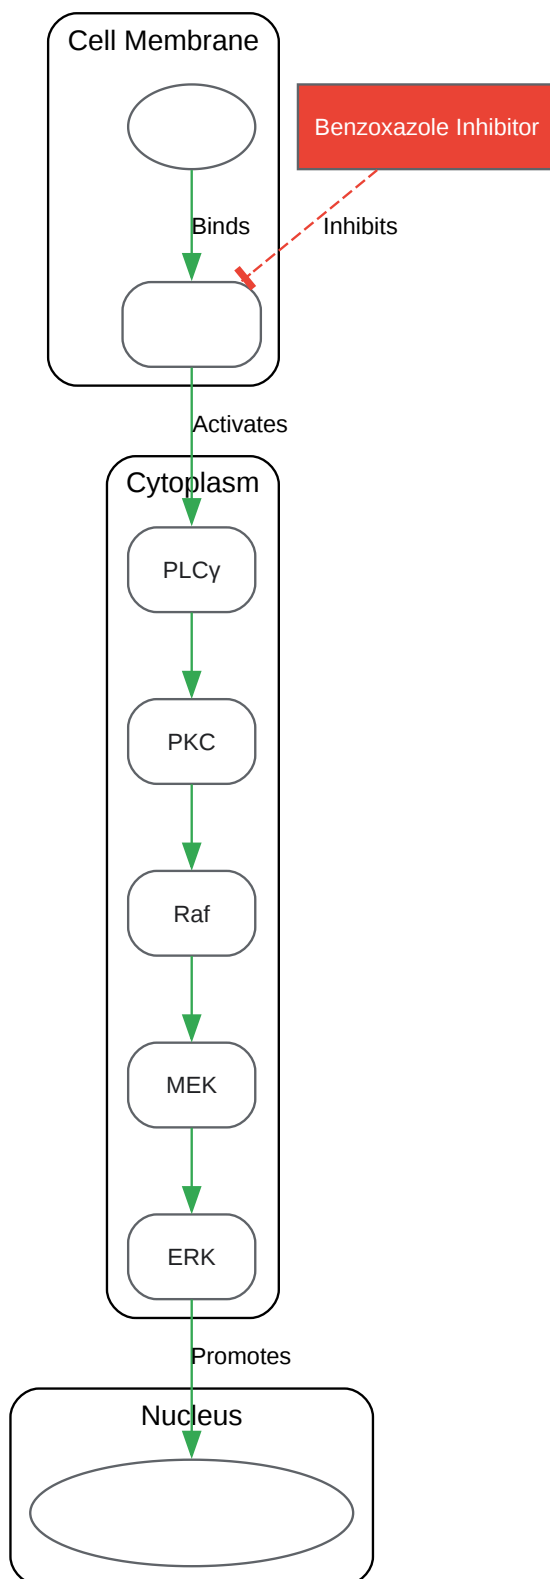 Cell Membrane
Benzoxazole Inhibitor
Binds
Inhibits
Activates
Cytoplasm
PLCγ
PKC
Raf
MEK
ERK
Promotes
Nucleus